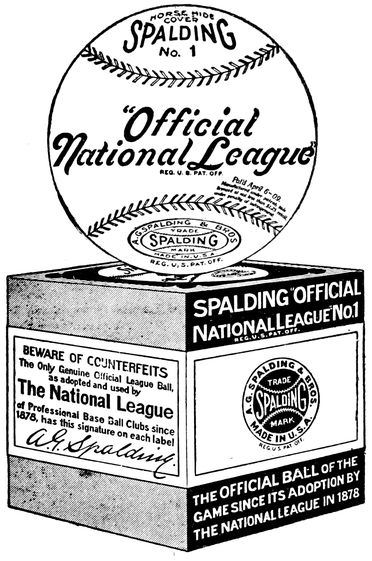 HORSE HIDE
COVER
SPALDING
No. 1
"Official
National League"
REG. U.S. PAT. OFF.
Pat'd April 6-09
A.G. SPALDING & BROS
TRADE
SPALDING
MARK
MADE IN U.S.A.
REG. U.S. PAT. OFF.
SPALDING "OFFICIAL
NATIONAL LEAGUE" No.1
REG. U.S. PAT. OFF.
BEWARE OF COUNTERFEITS
The Only Genuine Official League Ball,
as adopted and used by
The National League
of Professional Base Ball Clubs since
1878, has this signature on each label
A.G. Spalding.
A.G. SPALDING & BROS.
TRADE
SPALDING
MARK
MADE IN U.S.A.
REG U.S. PAT. OFF.
THE OFFICIAL BALL OF THE
GAME SINCE ITS ADOPTION BY
THE NATIONAL LEAGUE IN 1878